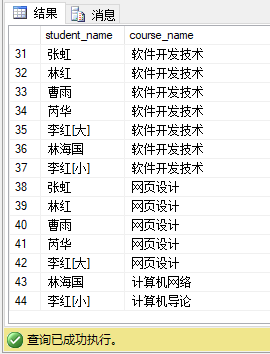 结果 消息
student_name course_name
31 张虹 软件开发技术
32 林红 软件开发技术
33 曹雨 软件开发技术
34 芮华 软件开发技术
35 李红[大] 软件开发技术
36 林海国 软件开发技术
37 李红[小] 软件开发技术
38 张虹 网页设计
39 林红 网页设计
40 曹雨 网页设计
41 芮华 网页设计
42 李红[大] 网页设计
43 林海国 计算机网络
44 李红[小] 计算机导论
查询已成功执行。